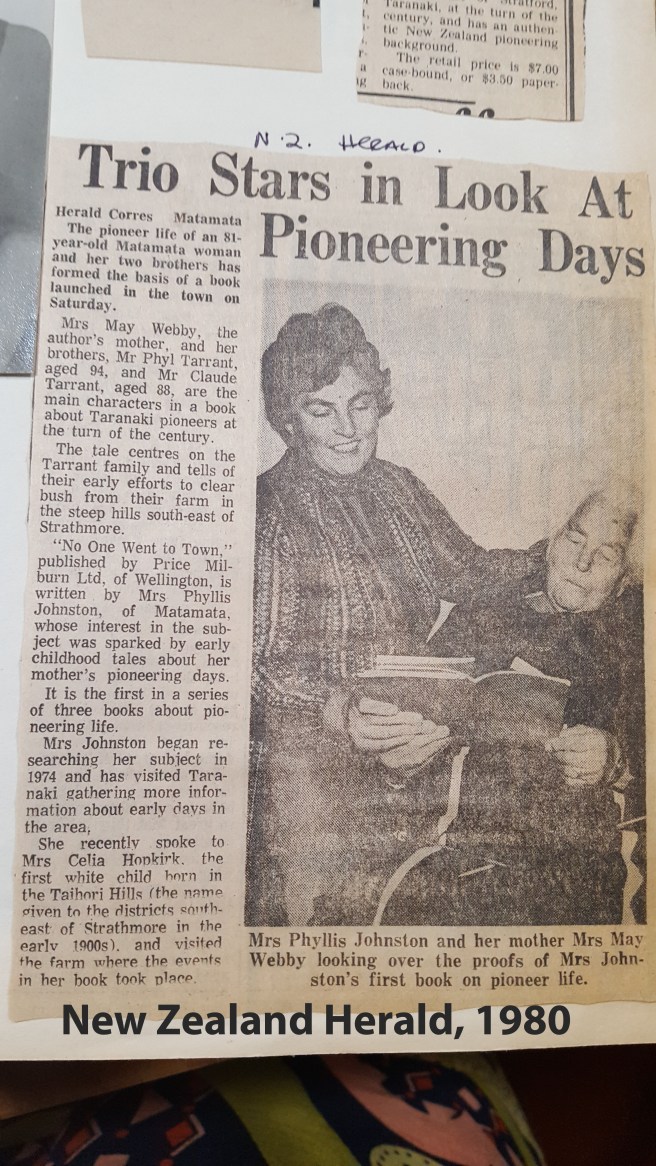 Stratford,
Taranaki, at the turn of the
century, and has an authen-
tic New Zealand pioneering
background.
The retail price is $7.00
case-bound, or $3.50 paper-
back.
N.Z. HERALD.
Trio Stars in Look At
Pioneering Days
Herald Corres Matamata
The pioneer life of an 81-
year-old Matamata woman
and her two brothers has
formed the basis of a book
launched in the town on
Saturday.
Mrs May Webby, the
author's mother, and her
brothers, Mr Phyl Tarrant,
aged 94, and Mr Claude
Tarrant, aged 88, are the
main characters in a book
about Taranaki pioneers at
the turn of the century.
The tale centres on the
Tarrant family and tells of
their early efforts to clear
bush from their farm in
the steep hills south-east of
Strathmore.
"No One Went to Town,"
published by Price Mil-
burn Ltd, of Wellington, is
written by Mrs Phyllis
Johnston, of Matamata,
whose interest in the sub-
ject was sparked by early
childhood tales about her
mother's pioneering days.
It is the first in a series
of three books about pio-
neering life.
Mrs Johnston began re-
searching her subject in
1974 and has visited Tara-
naki gathering more infor-
mation about early days in
the area,
She recently spoke to
Mrs Celia Hopkirk, the
first white child born in
the Taihori Hills (the name
given to the districts south-
east of Strathmore in the
early 1900s), and visited
the farm where the events
in her book took place.
Mrs Phyllis Johnston and her mother Mrs May
Webby looking over the proofs of Mrs John-
ston's first book on pioneer life.
New Zealand Herald, 1980